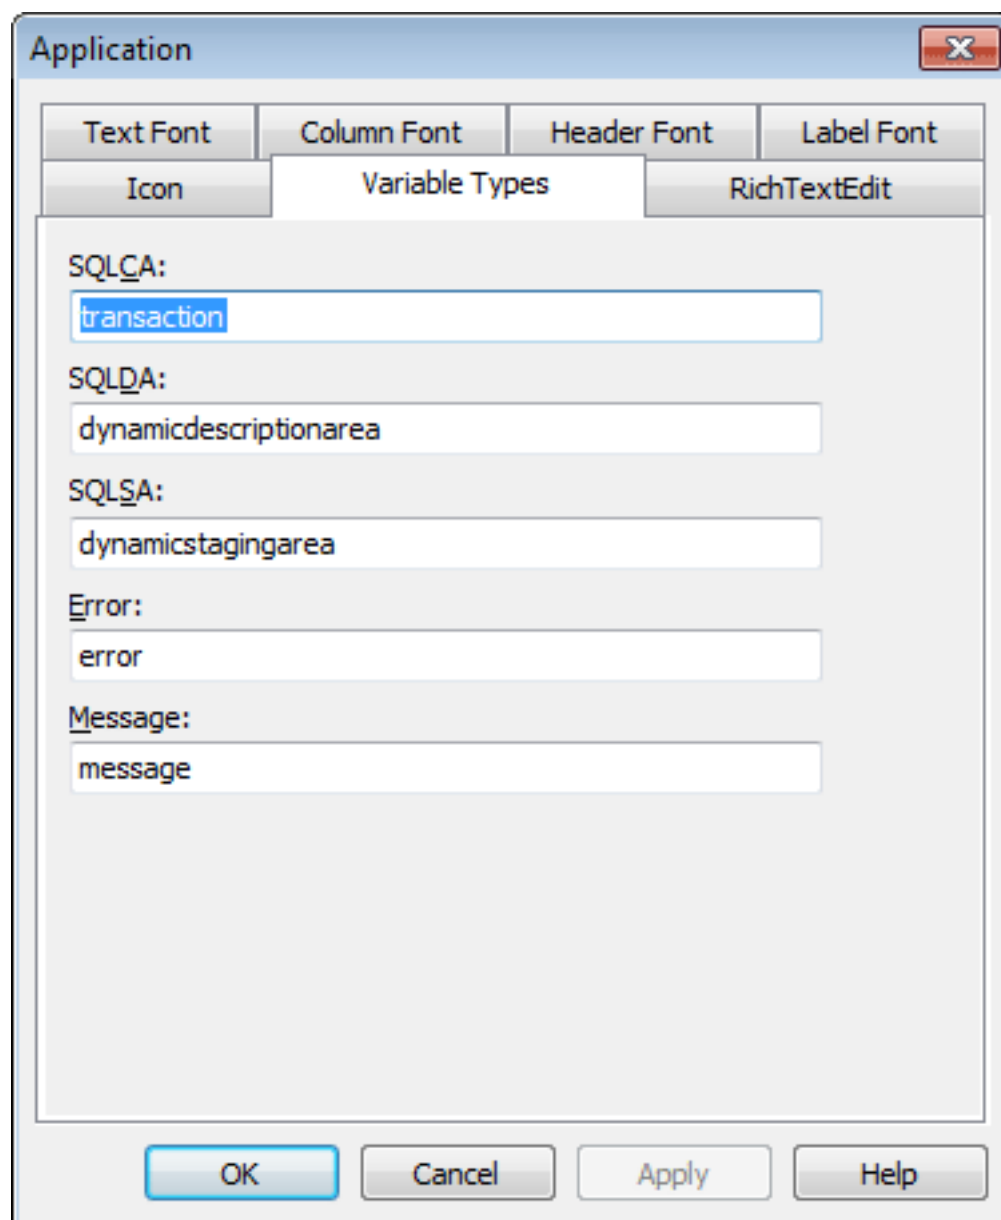 Application
Text Font Column Font Header Font Label Font
Icon Variable Types RichTextEdit
SQLCA:
transaction
SQLDA:
dynamicdescriptionarea
SQLSA:
dynamicstagingarea
Error:
error
Message:
message
OK Cancel Apply Help